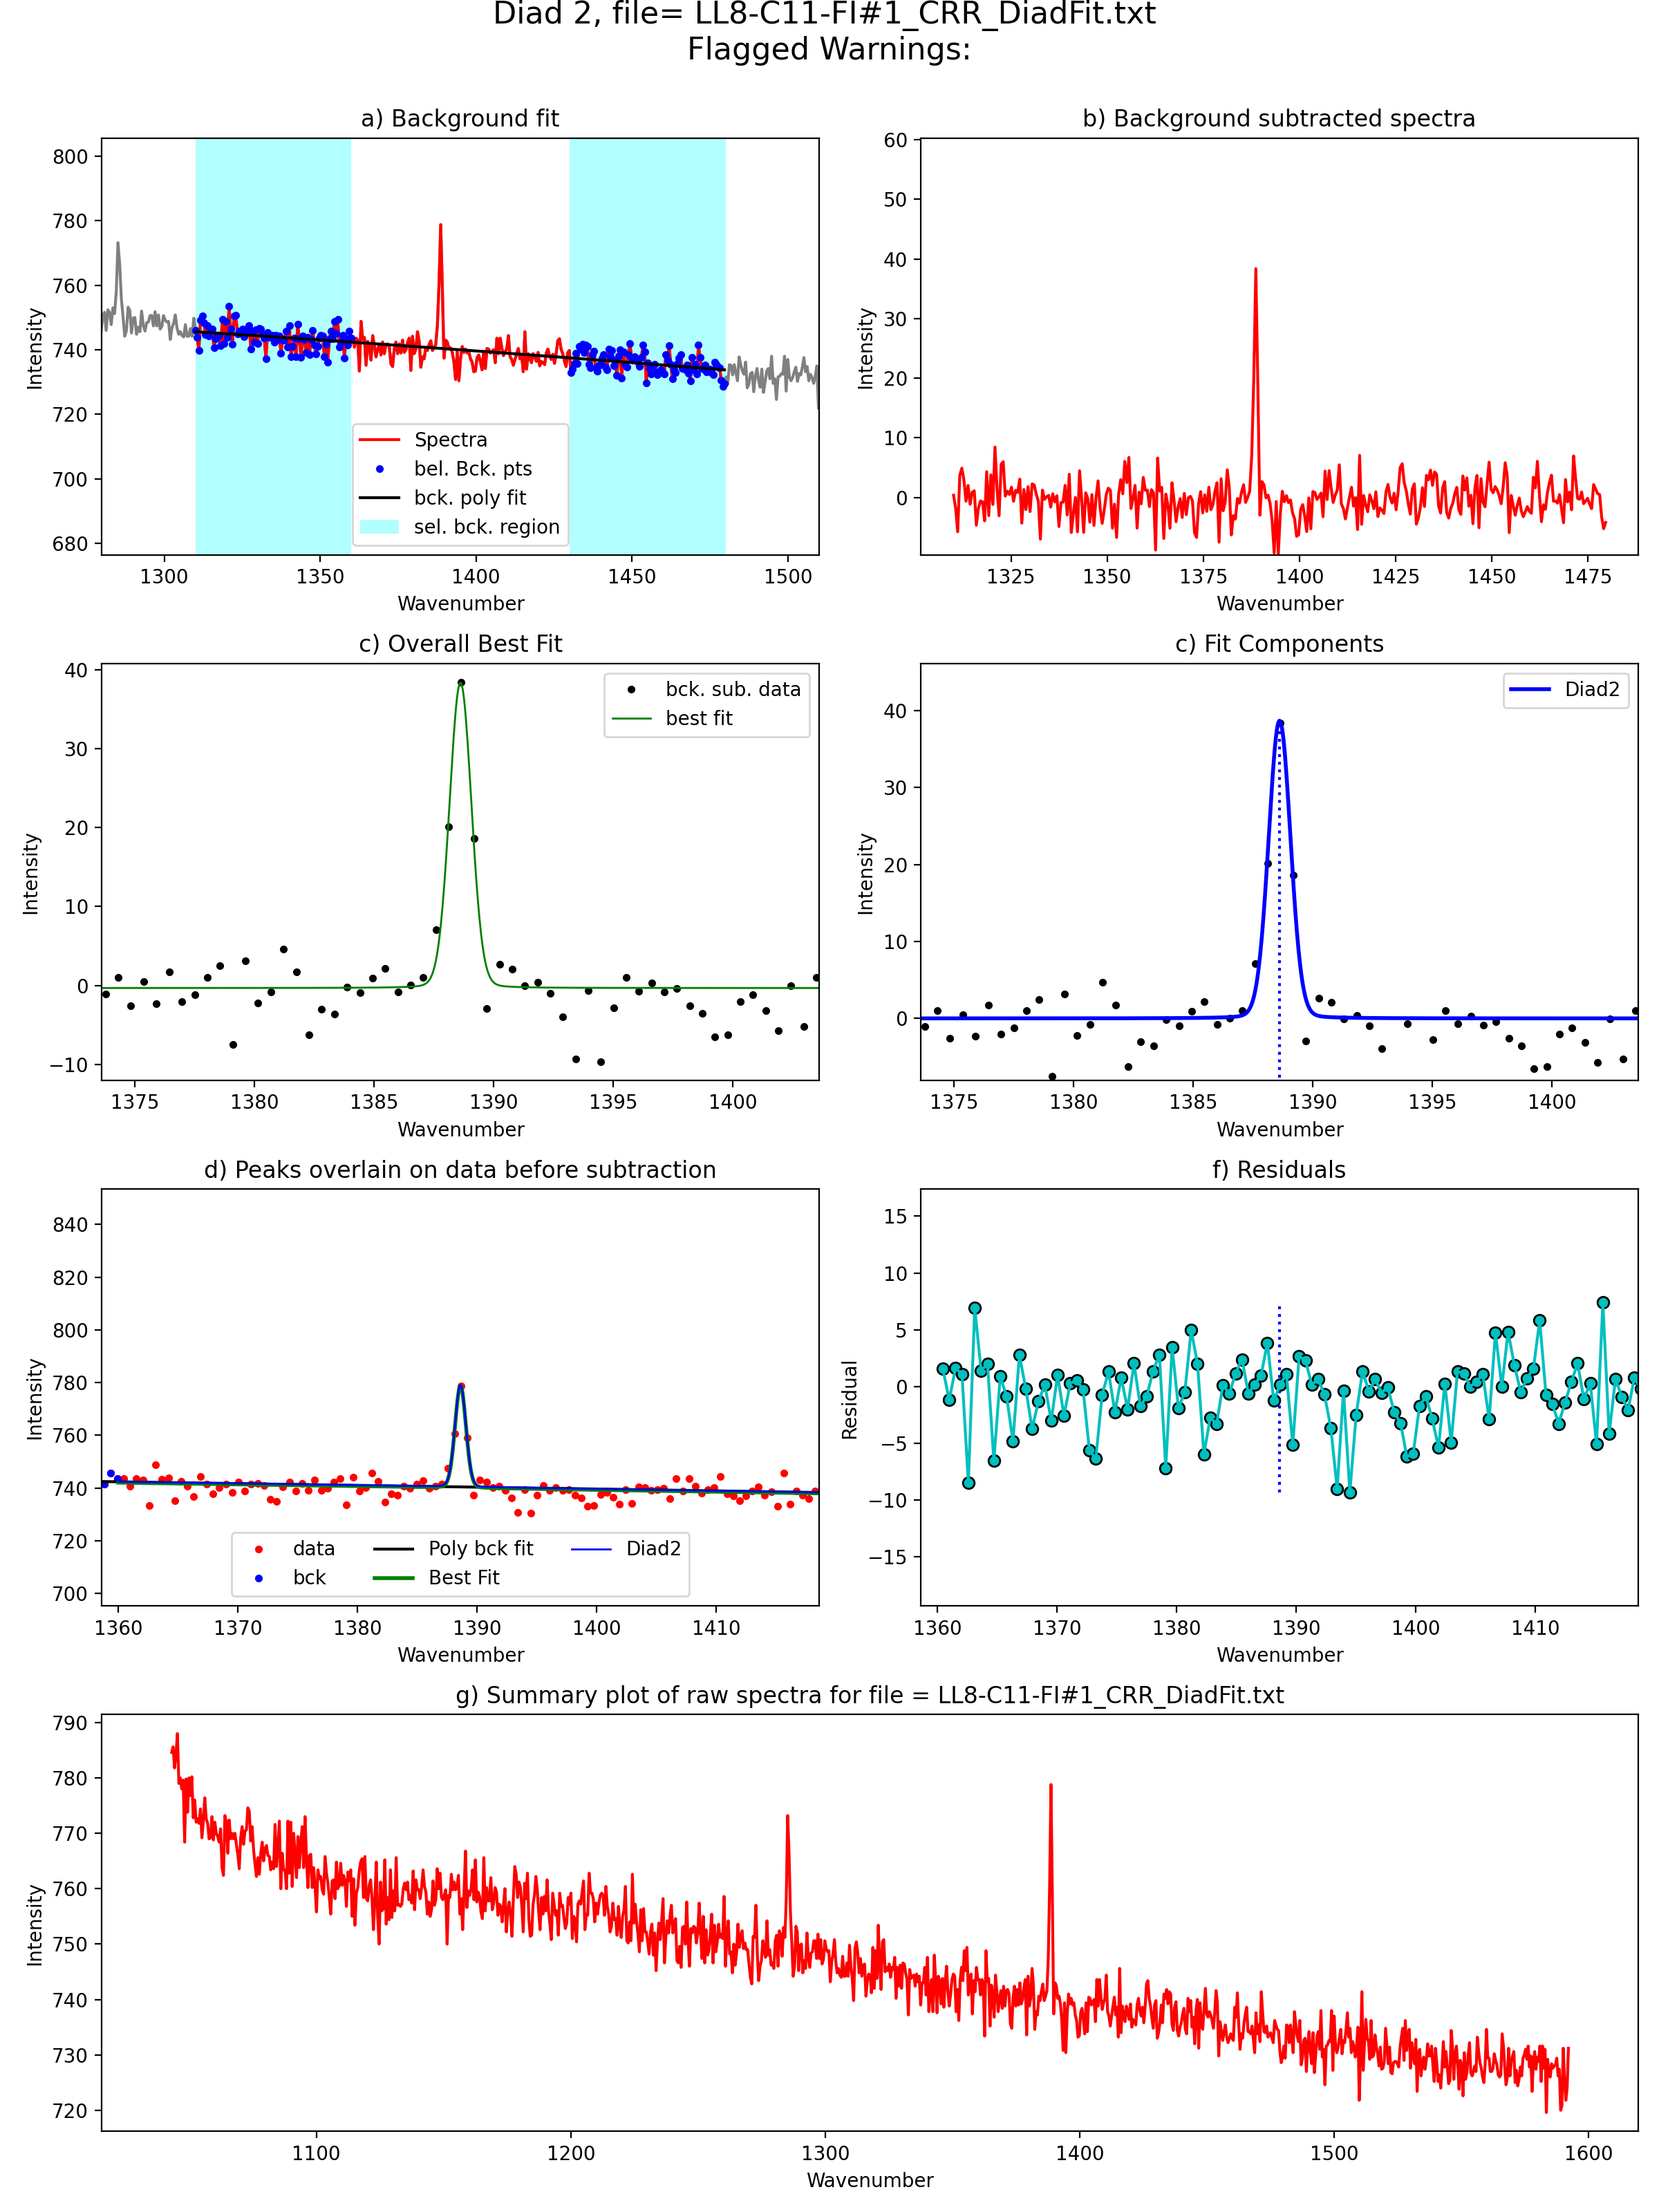 Diad 2, file= LL8-C11-FI#1_CRR_DiadFit.txt
Flagged Warnings:
a) Background fit
800
780
760
740
720
700
680
Intensity
Spectra
bel. Bck. pts
bck. poly fit
sel. bck. region
1300 1350 1400 1450 1500
Wavenumber
b) Background subtracted spectra
60
50
40
30
20
10
0
Intensity
1325 1350 1375 1400 1425 1450 1475
Wavenumber
c) Overall Best Fit
40
30
20
10
0
−10
Intensity
bck. sub. data
best fit
1375 1380 1385 1390 1395 1400
Wavenumber
c) Fit Components
40
30
20
10
0
Intensity
Diad2
1375 1380 1385 1390 1395 1400
Wavenumber
d) Peaks overlain on data before subtraction
840
820
800
780
760
740
720
700
Intensity
data Poly bck fit Diad2
bck Best Fit
1360 1370 1380 1390 1400 1410
Wavenumber
f) Residuals
15
10
5
0
−5
−10
−15
Residual
1360 1370 1380 1390 1400 1410
Wavenumber
g) Summary plot of raw spectra for file = LL8-C11-FI#1_CRR_DiadFit.txt
790
780
770
760
750
740
730
720
Intensity
1100 1200 1300 1400 1500 1600
Wavenumber